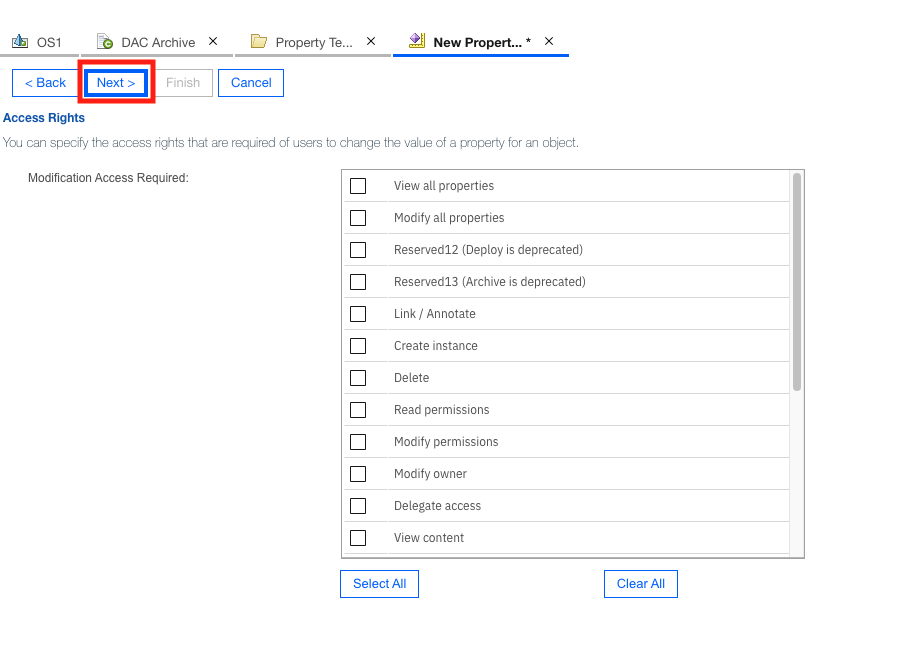 OS1 DAC Archive Property Te... New Propert... *
< Back Next > Finish Cancel
Access Rights
You can specify the access rights that are required of users to change the value of a property for an object.
Modification Access Required:
View all properties
Modify all properties
Reserved12 (Deploy is deprecated)
Reserved13 (Archive is deprecated)
Link / Annotate
Create instance
Delete
Read permissions
Modify permissions
Modify owner
Delegate access
View content
Select All Clear All